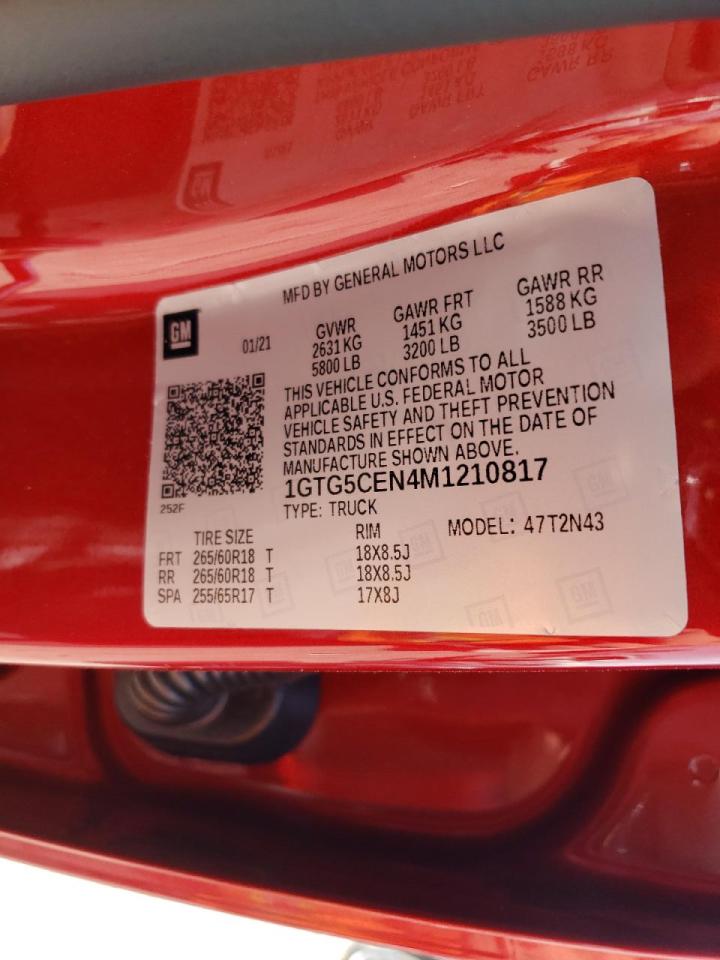 MFD BY GENERAL MOTORS LLC
GM
01/21
GVWR
2631 KG
5800 LB
GAWR FRT
1451 KG
3200 LB
GAWR RR
1588 KG
3500 LB
THIS VEHICLE CONFORMS TO ALL
APPLICABLE U.S. FEDERAL MOTOR
VEHICLE SAFETY AND THEFT PREVENTION
STANDARDS IN EFFECT ON THE DATE OF
MANUFACTURE SHOWN ABOVE.
1GTG5CEN4M1210817
252F
TYPE: TRUCK
MODEL: 47T2N43
TIRE SIZE RIM
FRT 265/60R18 T 18X8.5J
RR 265/60R18 T 18X8.5J
SPA 255/65R17 T 17X8J